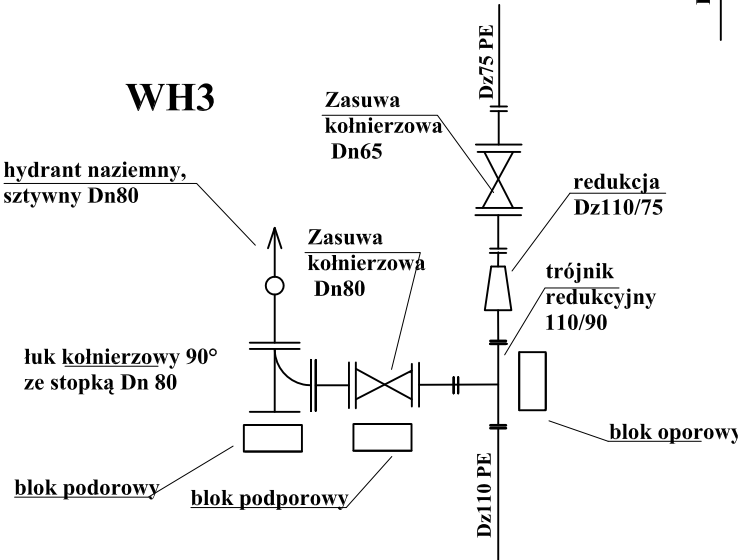 Dz75 PE
WH3
Zasuwa
kołnierzowa
Dn65
hydrant naziemny,
sztywny Dn80
redukcja
Dz110/75
Zasuwa
kołnierzowa
Dn80
trójnik
redukcyjny
110/90
łuk kołnierzowy 90°
ze stopką Dn 80
blok oporowy
blok podorowy
blok podporowy
Dz110 PE